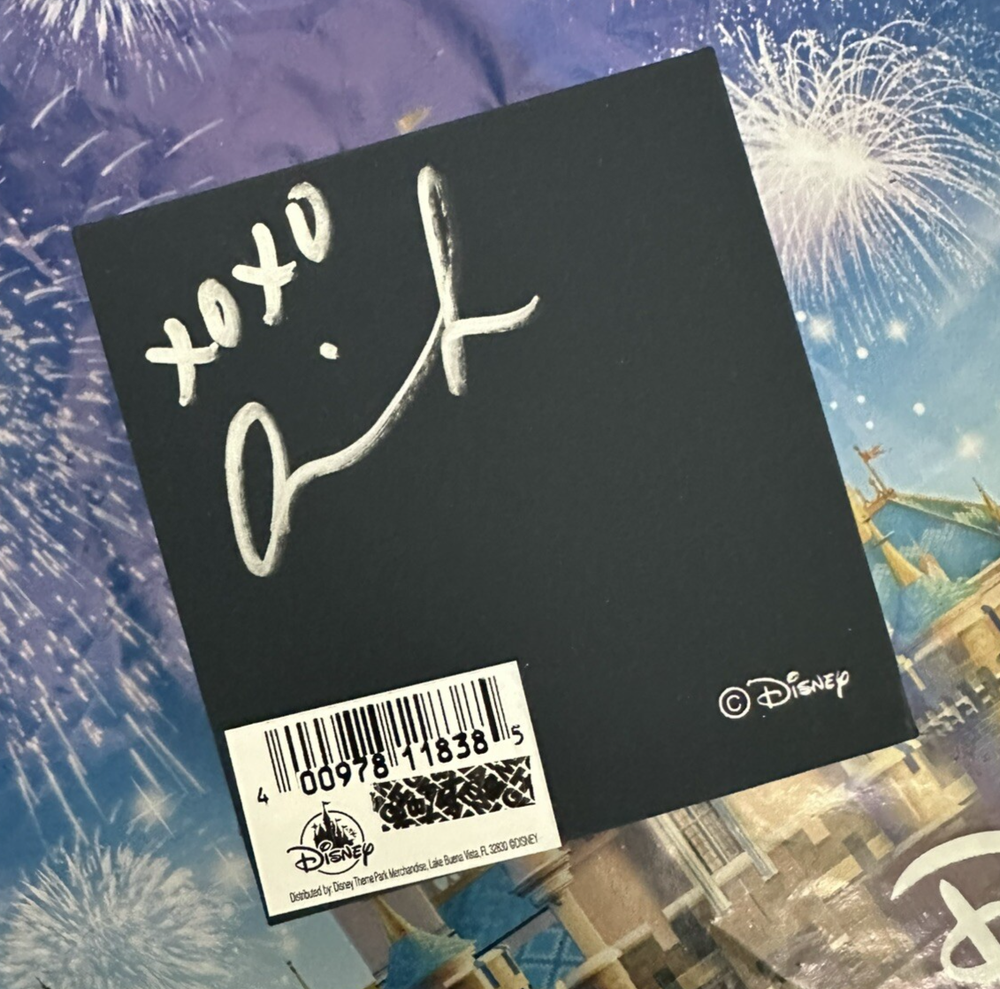 xoxo
© Disney
4 00978 11838 5
Disney
Distributed by: Disney Theme Park Merchandise, Lake Buena Vista, FL 32830 ©DISNEY